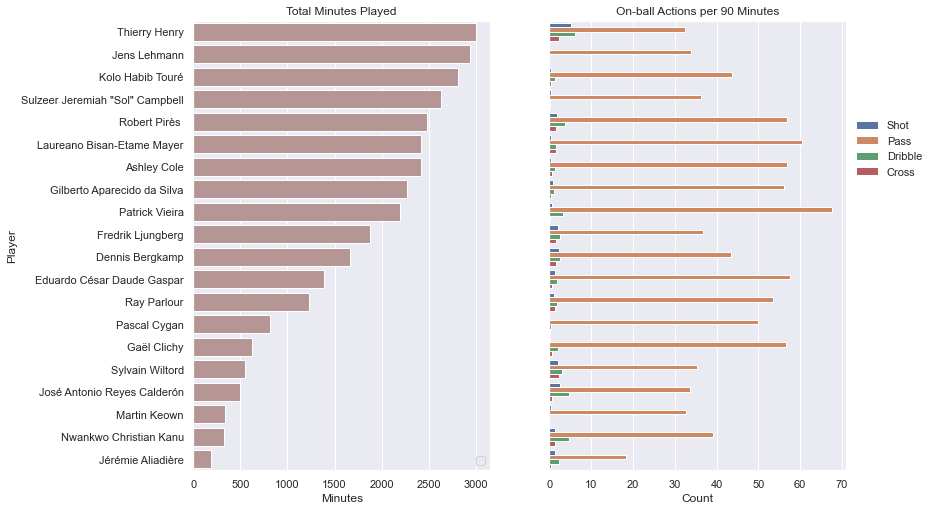 Total Minutes Played
On-ball Actions per 90 Minutes
Player
Thierry Henry
Jens Lehmann
Kolo Habib Touré
Sulzeer Jeremiah "Sol" Campbell
Robert Pirès
Laureano Bisan-Etame Mayer
Ashley Cole
Gilberto Aparecido da Silva
Patrick Vieira
Fredrik Ljungberg
Dennis Bergkamp
Eduardo César Daude Gaspar
Ray Parlour
Pascal Cygan
Gaël Clichy
Sylvain Wiltord
José Antonio Reyes Calderón
Martin Keown
Nwankwo Christian Kanu
Jérémie Aliadière
0 500 1000 1500 2000 2500 3000
Minutes
0 10 20 30 40 50 60 70
Count
Shot
Pass
Dribble
Cross